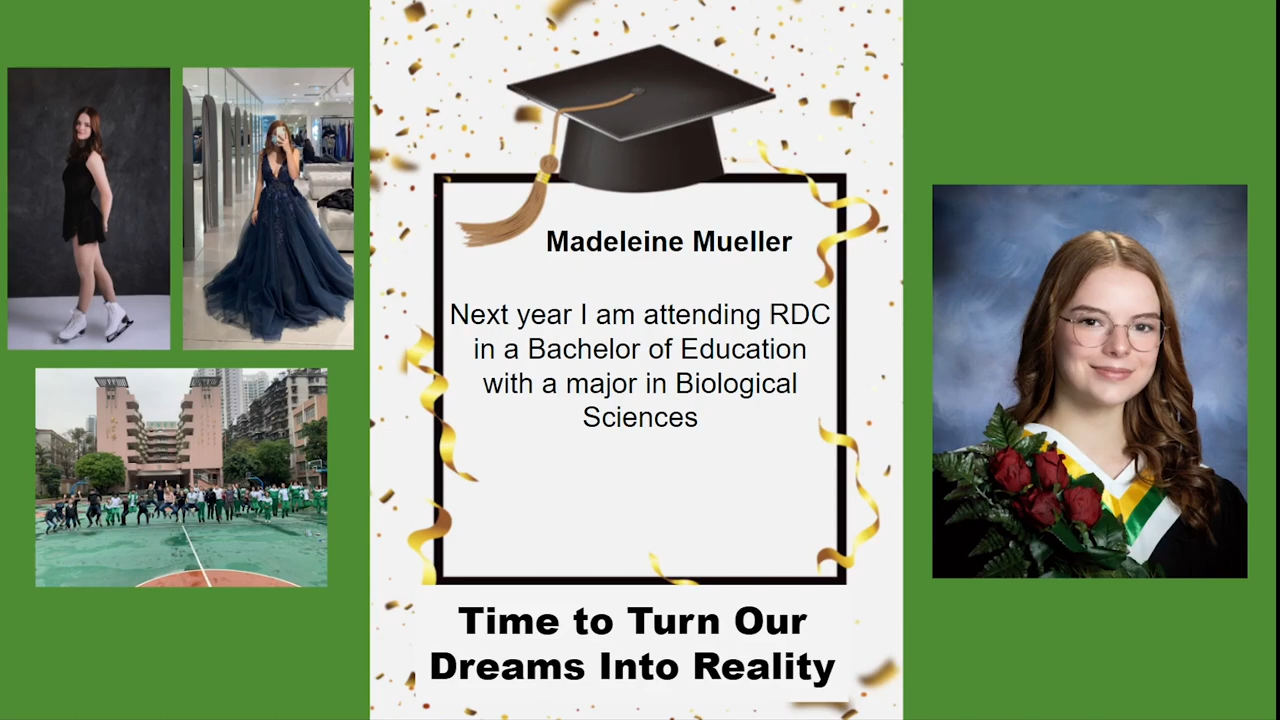 Madeleine Mueller
Next year I am attending RDC
in a Bachelor of Education
with a major in Biological
Sciences
Time to Turn Our
Dreams Into Reality